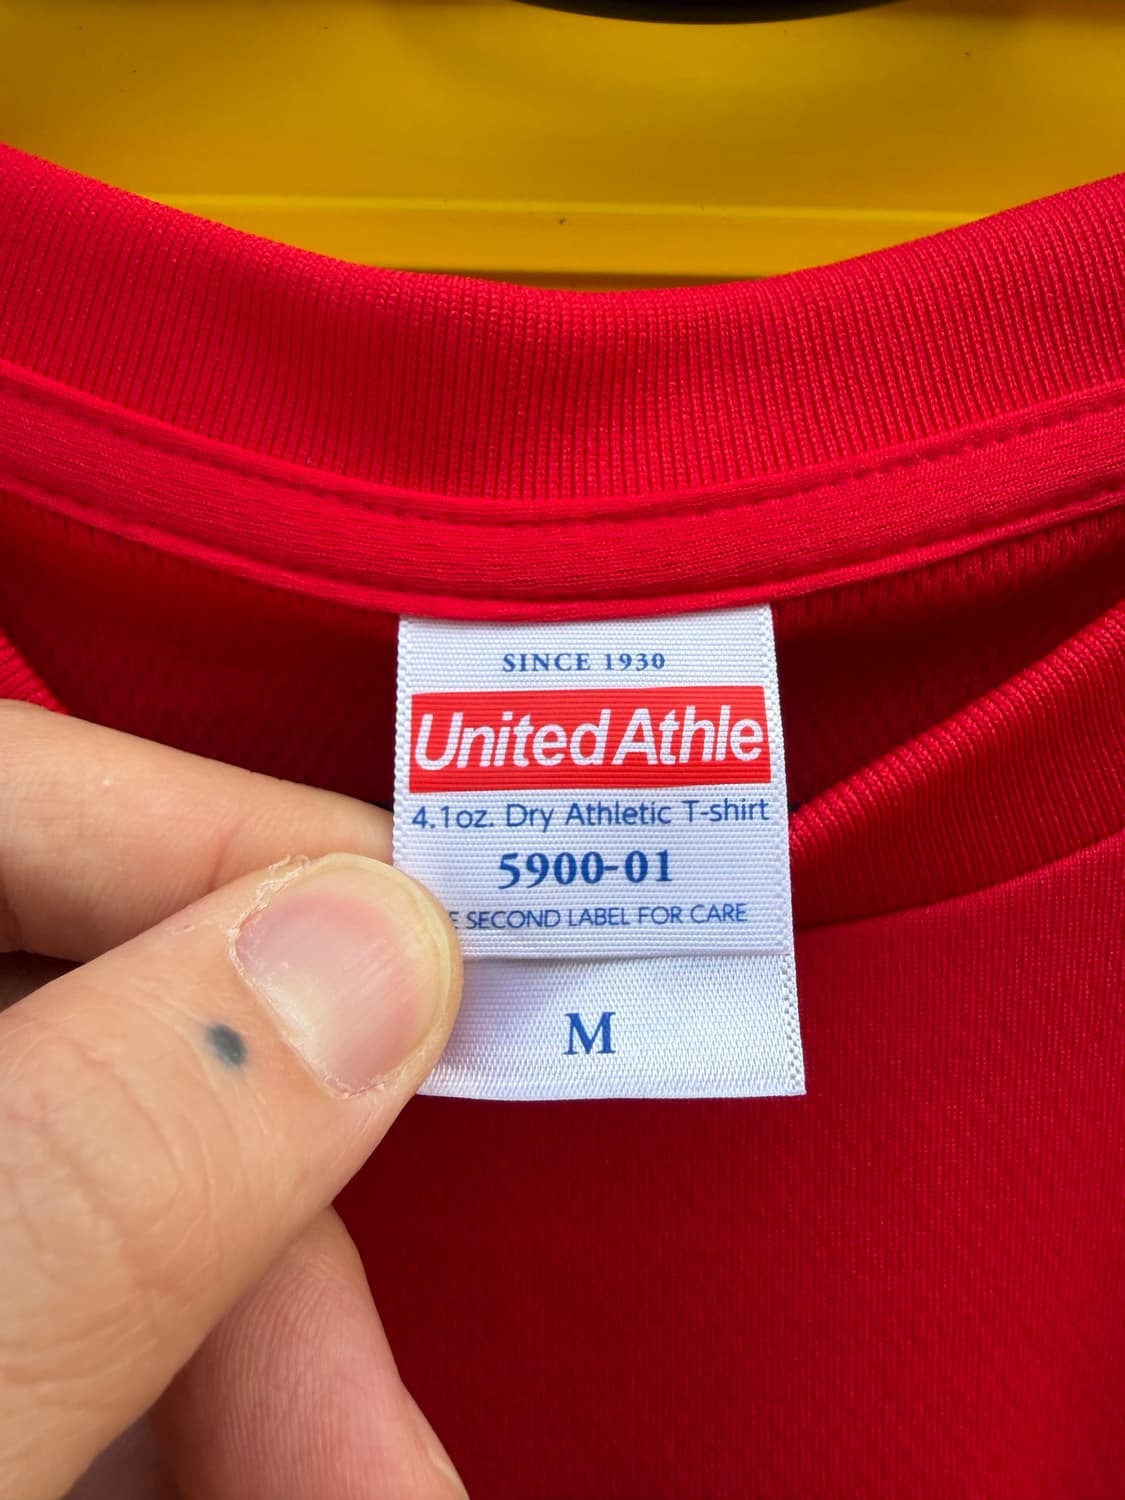 SINCE 1930
United Athle
4.1oz. Dry Athletic T-shirt
5900-01
SECOND LABEL FOR CARE
M